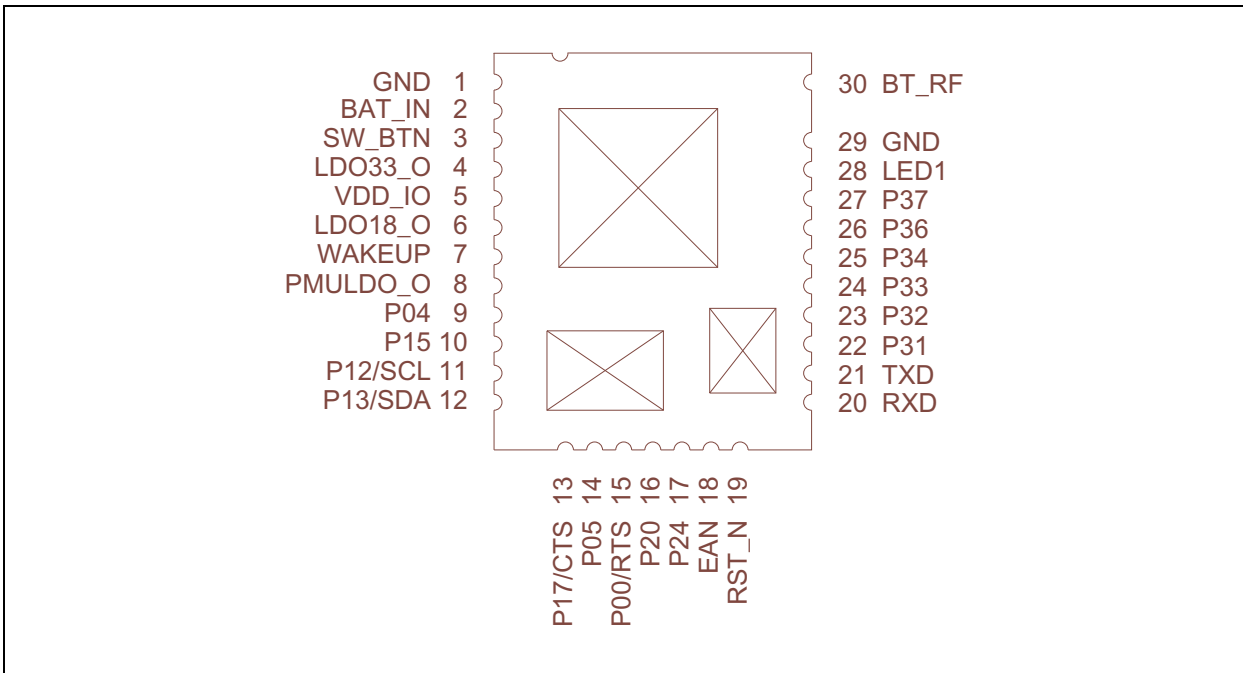 GND 1
BAT_IN 2
SW_BTN 3
LDO33_O 4
VDD_IO 5
LDO18_O 6
WAKEUP 7
PMULDO_O 8
P04 9
P15 10
P12/SCL 11
P13/SDA 12
P17/CTS 13
P05 14
P00/RTS 15
P20 16
P24 17
EAN 18
RST_N 19
30 BT_RF
29 GND
28 LED1
27 P37
26 P36
25 P34
24 P33
23 P32
22 P31
21 TXD
20 RXD